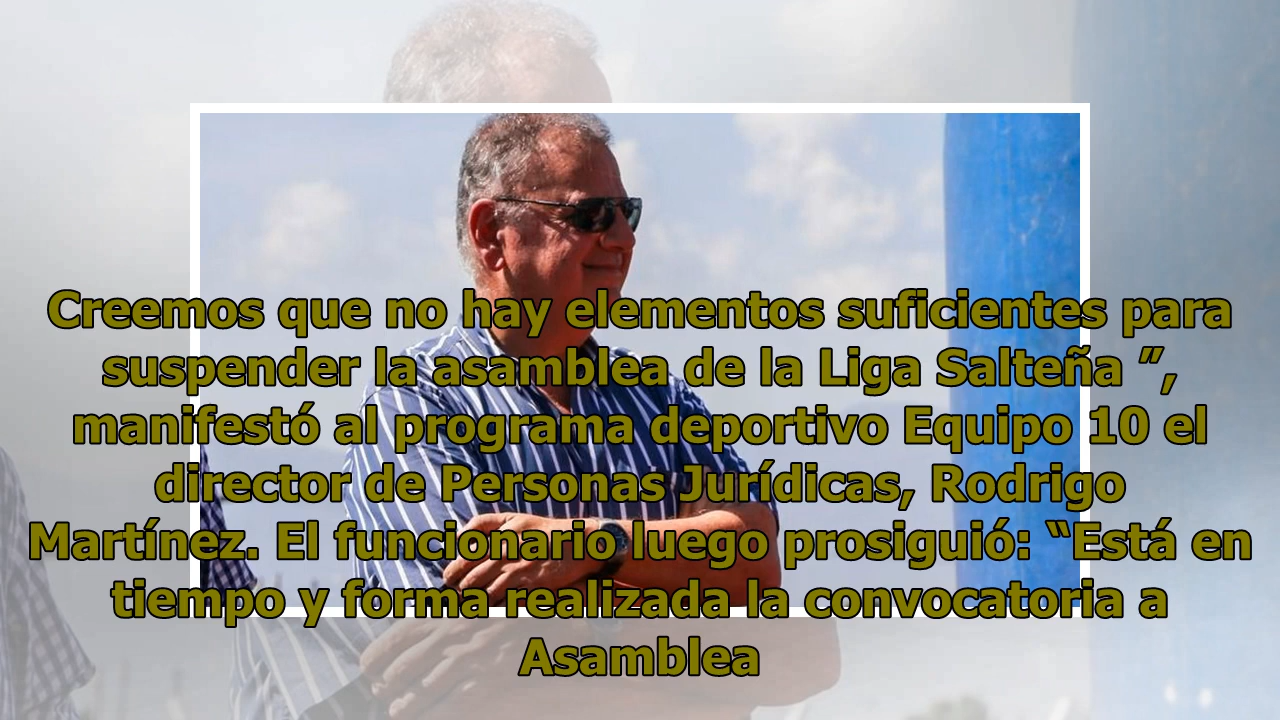 Creemos que no hay elementos suficientes para
suspender la asamblea de la Liga Salteña ”,
manifestó al programa deportivo Equipo 10 el
director de Personas Jurídicas, Rodrigo
Martínez. El funcionario luego prosiguió: “Está en
tiempo y forma realizada la convocatoria a
Asamblea